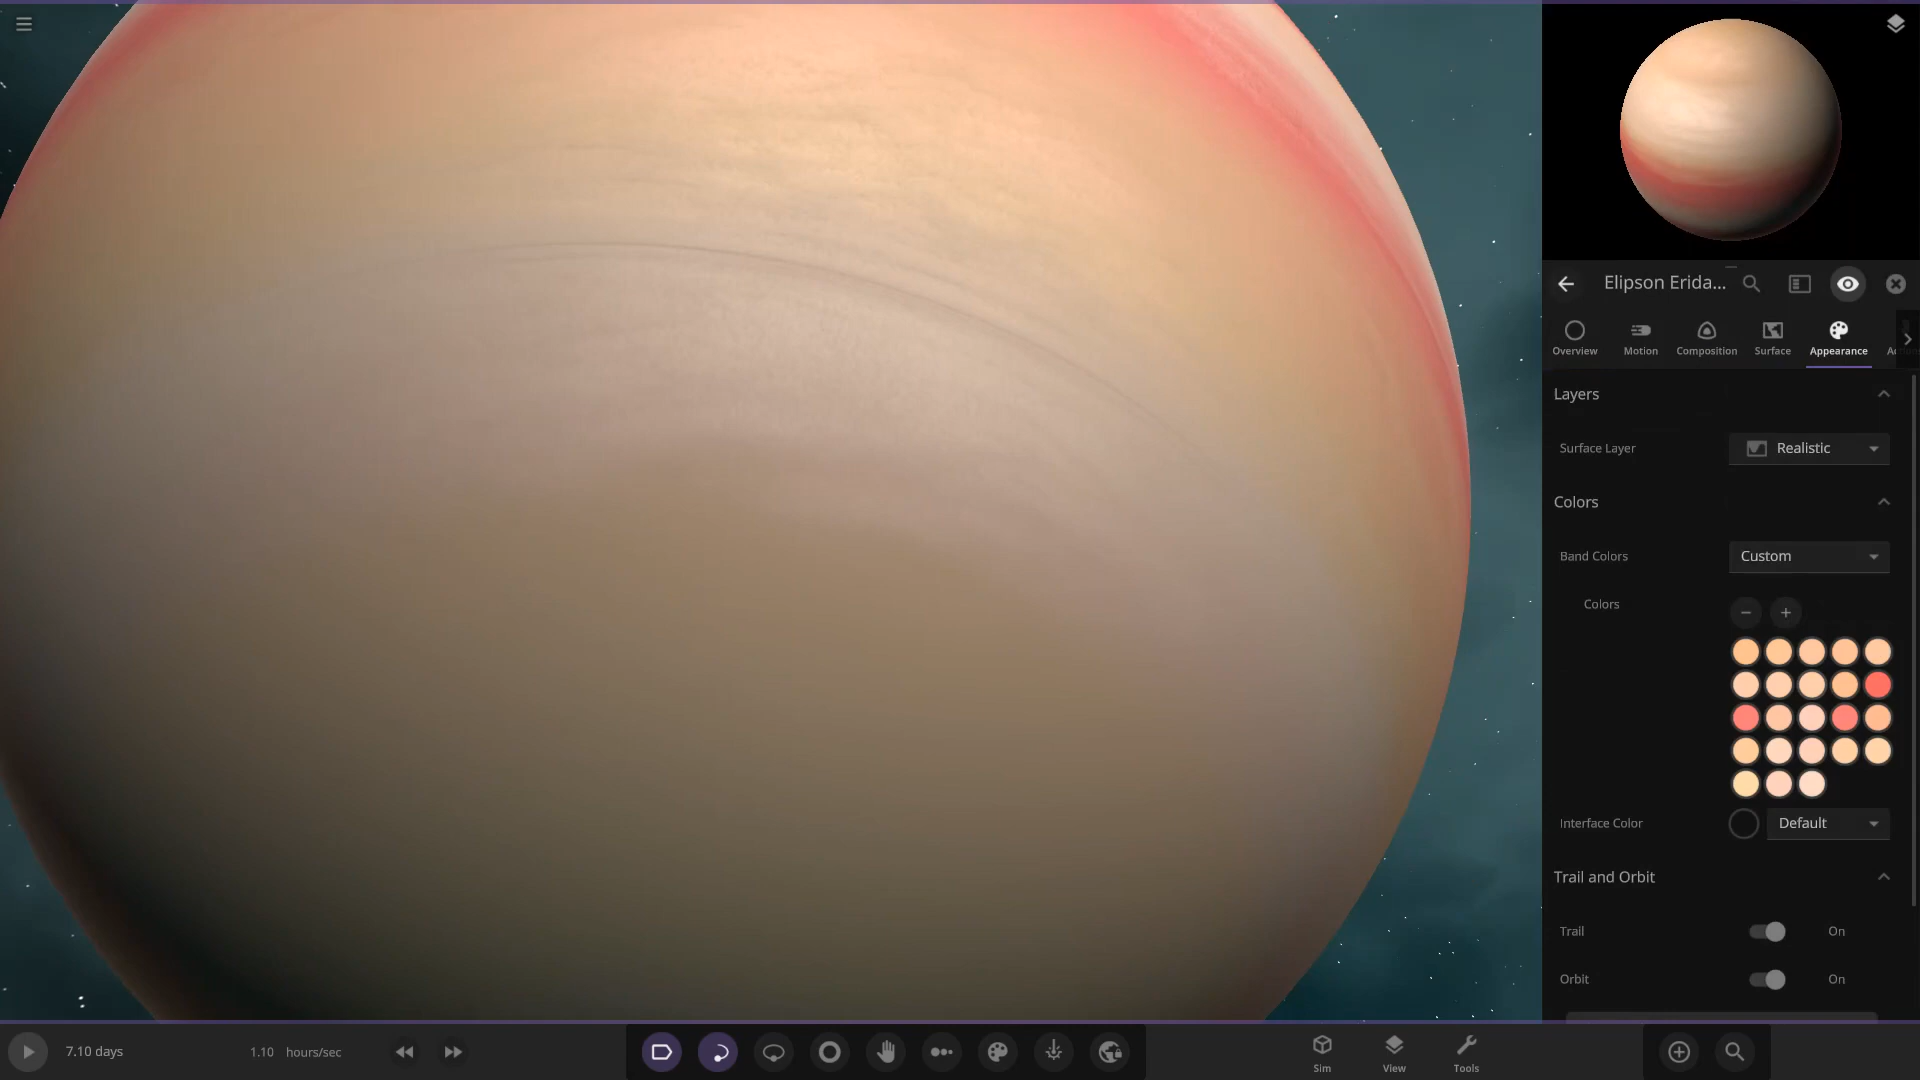 Elipson Erida...
Overview
Motion
Composition
Surface
Appearance
Layers
Surface Layer
Realistic
Colors
Band Colors
Custom
Colors
Interface Color
Default
Trail and Orbit
Trail
On
Orbit
On
7.10 days
1.10 hours/sec
Sim
View
Tools